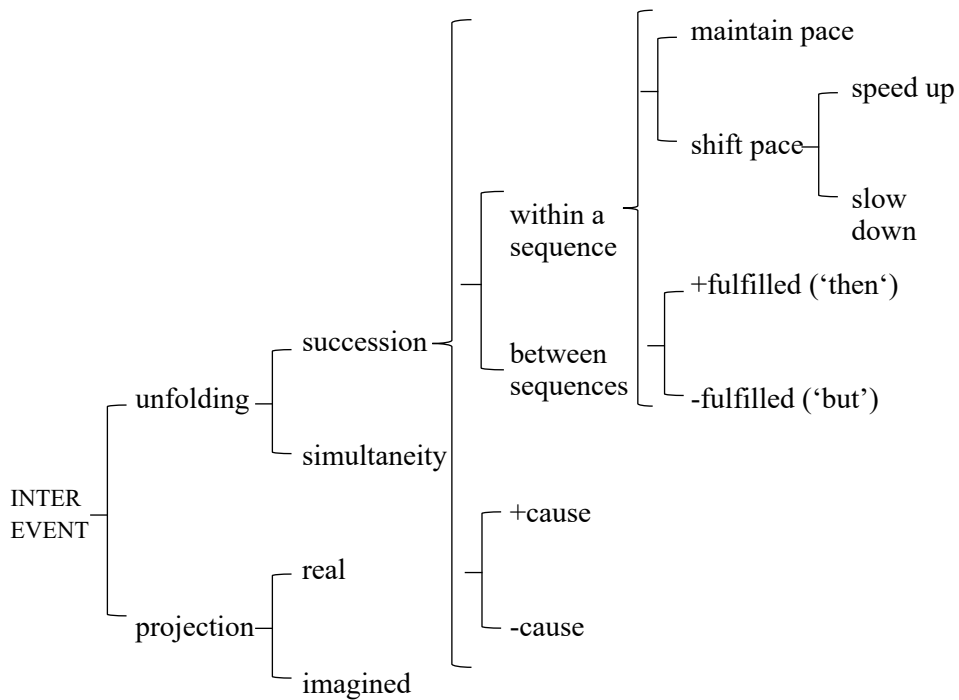 maintain pace
speed up
shift pace
slow
down
within a
sequence
+fulfilled (‘then‘)
between
sequences
-fulfilled (‘but’)
succession
unfolding
simultaneity
INTER
EVENT
+cause
real
projection
-cause
imagined